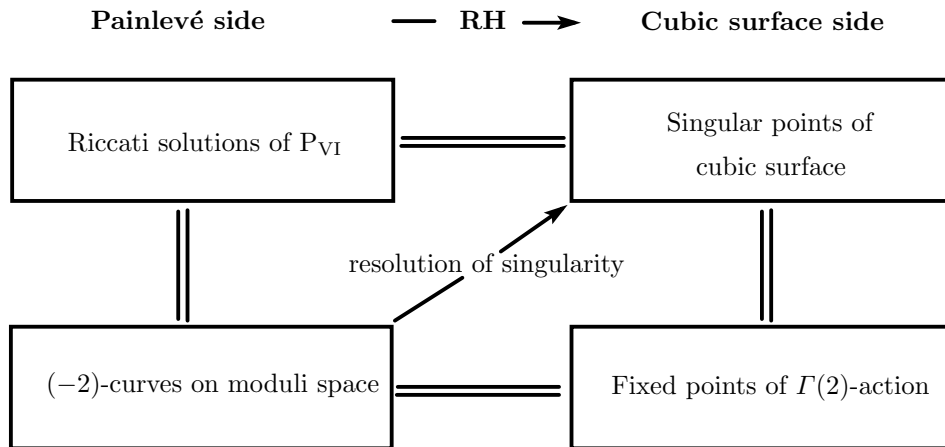 Painlevé side RH Cubic surface side
Riccati solutions of P_VI
Singular points of
cubic surface
resolution of singularity
(−2)-curves on moduli space
Fixed points of Γ(2)-action